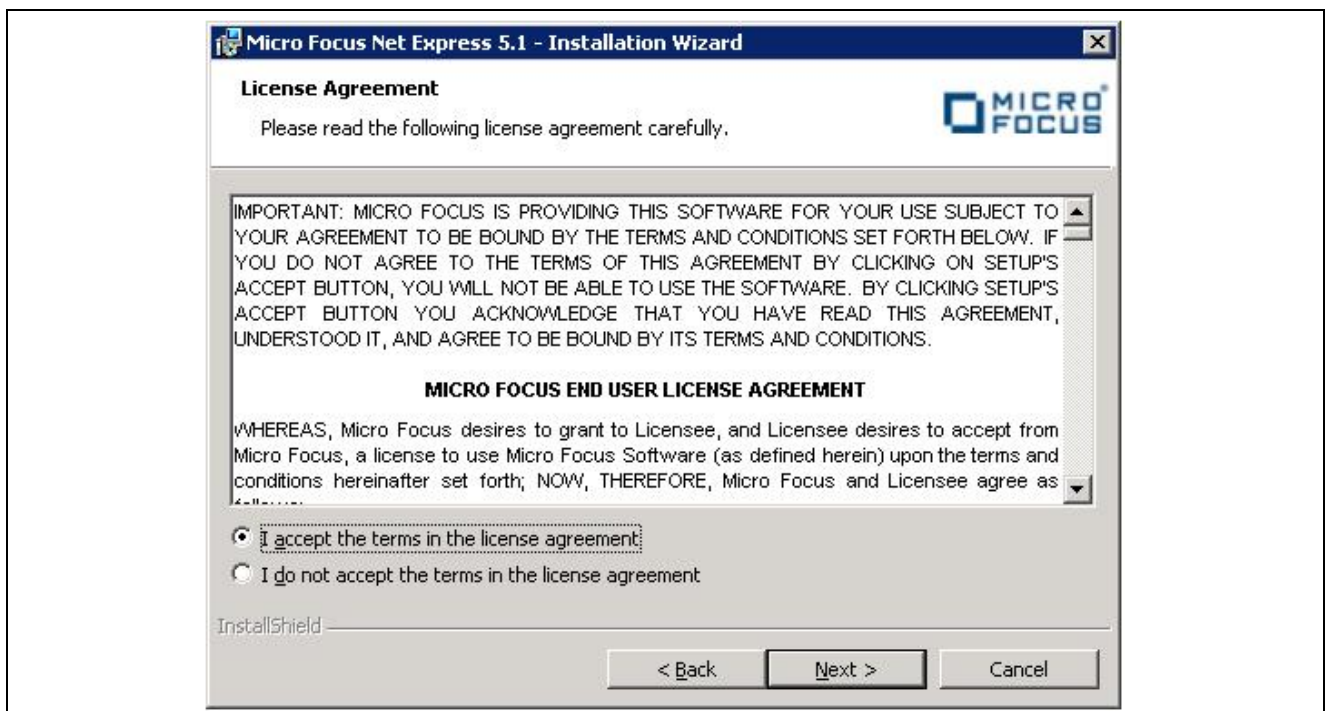 Micro Focus Net Express 5.1 - Installation Wizard
License Agreement
Please read the following license agreement carefully.
MICRO
FOCUS
IMPORTANT: MICRO FOCUS IS PROVIDING THIS SOFTWARE FOR YOUR USE SUBJECT TO
YOUR AGREEMENT TO BE BOUND BY THE TERMS AND CONDITIONS SET FORTH BELOW. IF
YOU DO NOT AGREE TO THE TERMS OF THIS AGREEMENT BY CLICKING ON SETUP'S
ACCEPT BUTTON, YOU WILL NOT BE ABLE TO USE THE SOFTWARE. BY CLICKING SETUP'S
ACCEPT BUTTON YOU ACKNOWLEDGE THAT YOU HAVE READ THIS AGREEMENT,
UNDERSTOOD IT, AND AGREE TO BE BOUND BY ITS TERMS AND CONDITIONS.
MICRO FOCUS END USER LICENSE AGREEMENT
WHEREAS, Micro Focus desires to grant to Licensee, and Licensee desires to accept from
Micro Focus, a license to use Micro Focus Software (as defined herein) upon the terms and
conditions hereinafter set forth; NOW, THEREFORE, Micro Focus and Licensee agree as
I accept the terms in the license agreement
I do not accept the terms in the license agreement
InstallShield
< Back
Next >
Cancel